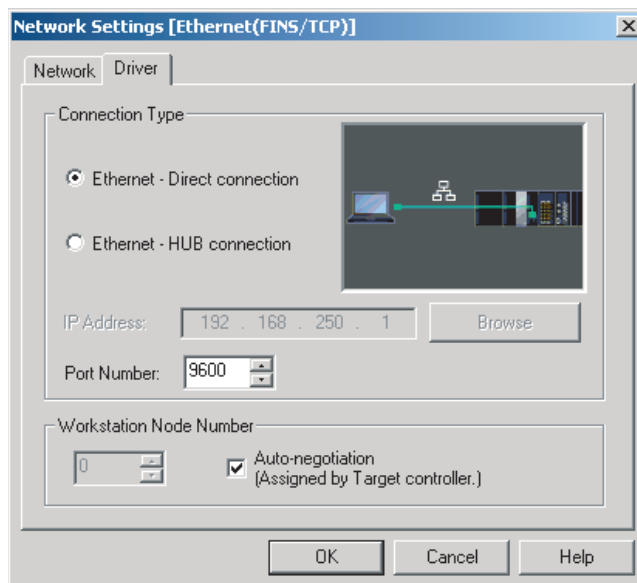 Network Settings [Ethernet(FINS/TCP)]
Network Driver
Connection Type
Ethernet - Direct connection
Ethernet - HUB connection
IP Address: 192 . 168 . 250 . 1 Browse
Port Number: 9600
Workstation Node Number
0 Auto-negotiation
(Assigned by Target controller.)
OK Cancel Help